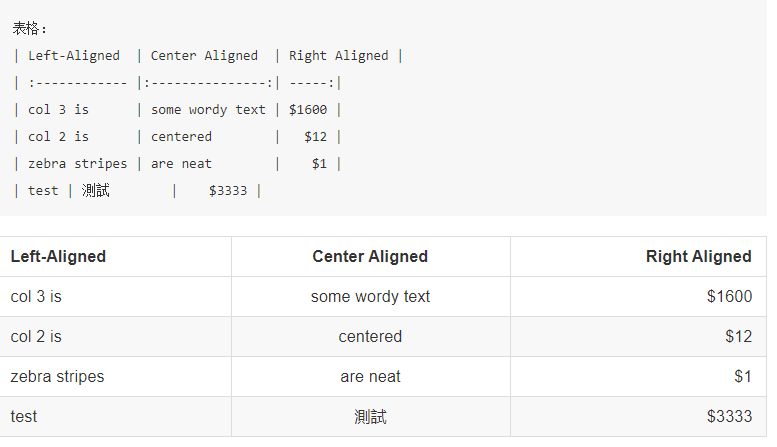 表格：
| Left-Aligned  | Center Aligned  | Right Aligned |
| :------------ |:---------------:| -----:|
| col 3 is      | some wordy text | $1600 |
| col 2 is      | centered        |   $12 |
| zebra stripes | are neat        |    $1 |
| test | 測試        |    $3333 |
Left-Aligned Center Aligned Right Aligned
col 3 is some wordy text $1600
col 2 is centered $12
zebra stripes are neat $1
test 測試 $3333